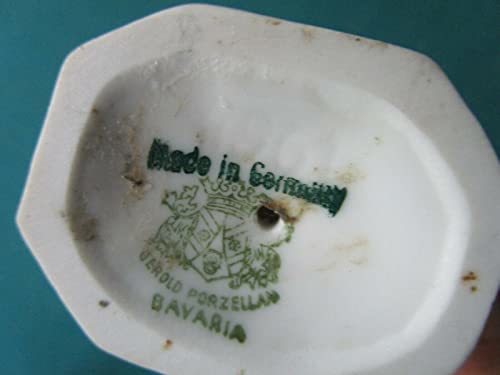 Made in Germany
GEROLD PORZELLAN
BAVARIA